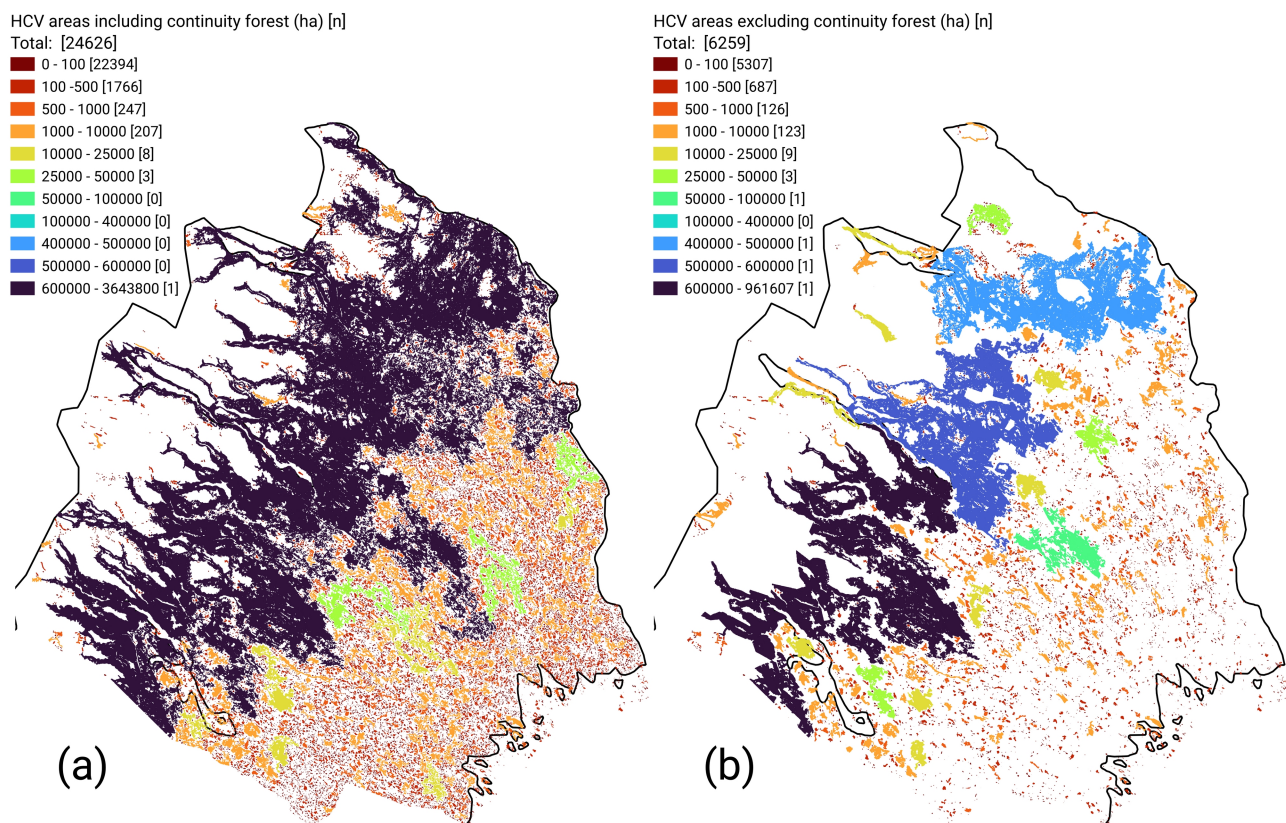 HCV areas including continuity forest (ha) [n]
Total:  [24626]
0 - 100 [22394]
100 -500 [1766]
500 - 1000 [247]
1000 - 10000 [207]
10000 - 25000 [8]
25000 - 50000 [3]
50000 - 100000 [0]
100000 - 400000 [0]
400000 - 500000 [0]
500000 - 600000 [0]
600000 - 3643800 [1]
(a)
HCV areas excluding continuity forest (ha) [n]
Total:  [6259]
0 - 100 [5307]
100 -500 [687]
500 - 1000 [126]
1000 - 10000 [123]
10000 - 25000 [9]
25000 - 50000 [3]
50000 - 100000 [1]
100000 - 400000 [0]
400000 - 500000 [1]
500000 - 600000 [1]
600000 - 961607 [1]
(b)